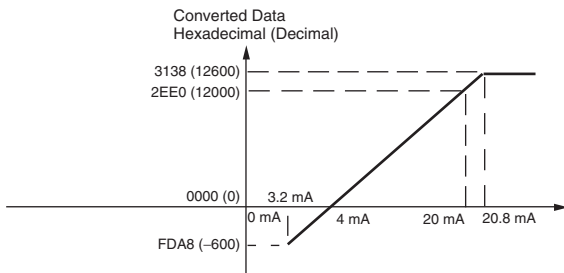 Converted Data
Hexadecimal (Decimal)
3138 (12600)
2EE0 (12000)
0000 (0)
3.2 mA
0 mA
4 mA
20 mA
20.8 mA
FDA8 (−600)